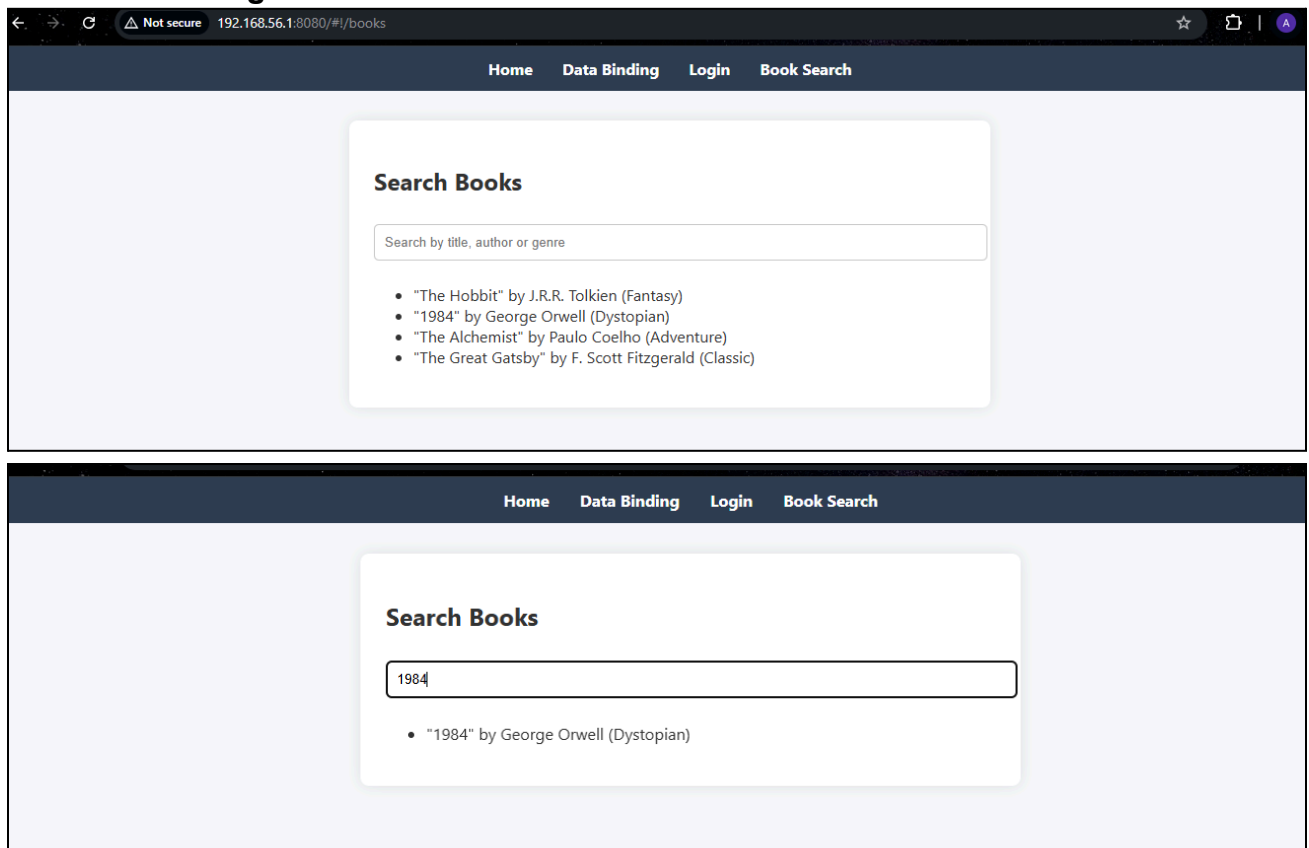 Not secure 192.168.56.1:8080/#!/books A
Home Data Binding Login Book Search
Search Books
Search by title, author or genre
• "The Hobbit" by J.R.R. Tolkien (Fantasy)
• "1984" by George Orwell (Dystopian)
• "The Alchemist" by Paulo Coelho (Adventure)
• "The Great Gatsby" by F. Scott Fitzgerald (Classic)
Home Data Binding Login Book Search
Search Books
1984
• "1984" by George Orwell (Dystopian)